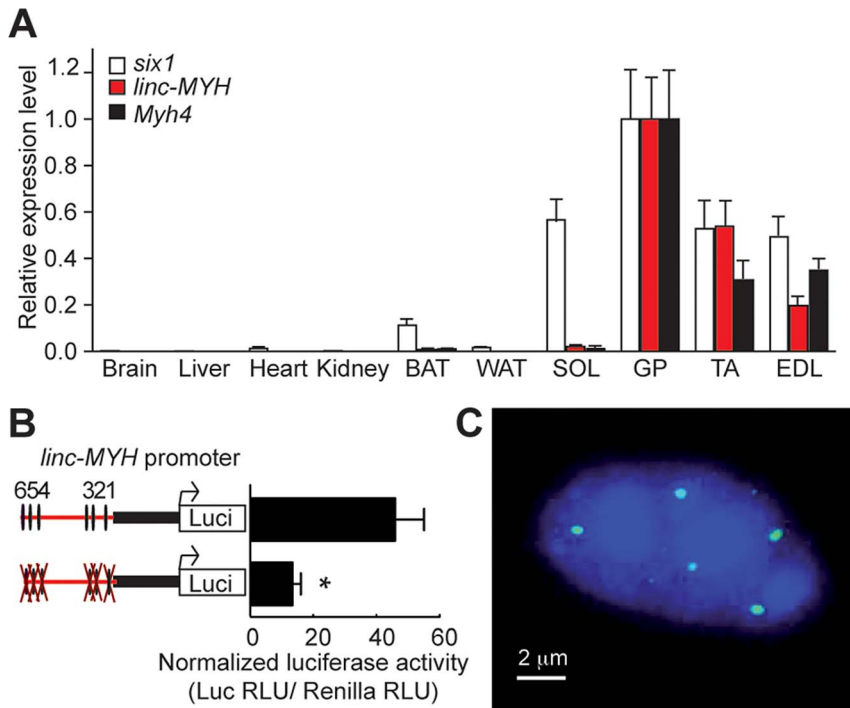 A
Relative expression level
1.2
1.0
0.6
0.4
0.2
0.0
six1
linc-MYH
Myh4
Brain Liver Heart Kidney BAT WAT SOL GP TA EDL
B
linc-MYH promoter
654 321
Luci
Luci
*
0 20 40 60
Normalized luciferase activity
(Luc RLU/ Renilla RLU)
C
2 μm